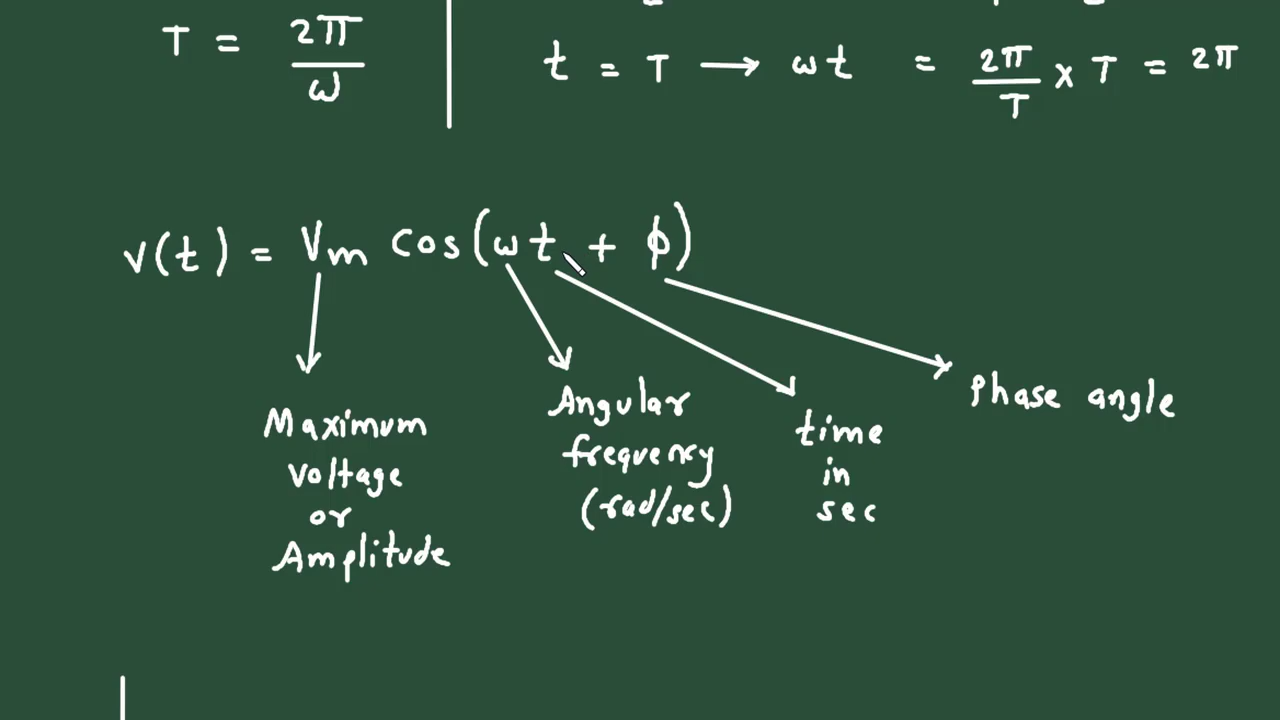 T = 2π/ω
t = T → ωt = 2π/T x T = 2π
v(t) = Vm cos(ωt + ϕ)
Maximum
voltage
or
Amplitude
Angular
frequency
(rad/sec)
time
in
sec
Phase angle